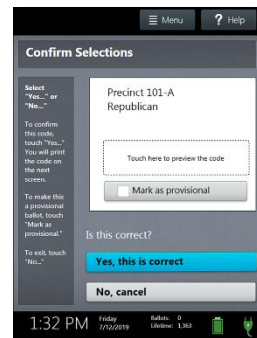 Menu
? Help
Confirm Selections
Select
"Yes..." or
"No..."
To confirm
this code,
touch "Yes..."
You will print
the code on
the next
screen.
To make this
a provisional
ballot, touch
"Mark as
provisional."
To exit, touch
"No..."
Precinct 101-A
Republican
Touch here to preview the code
Mark as provisional
Is this correct?
Yes, this is correct
No, cancel
1:32 PM
Friday
7/12/2019
Ballots: 0
Lifetime: 1,363